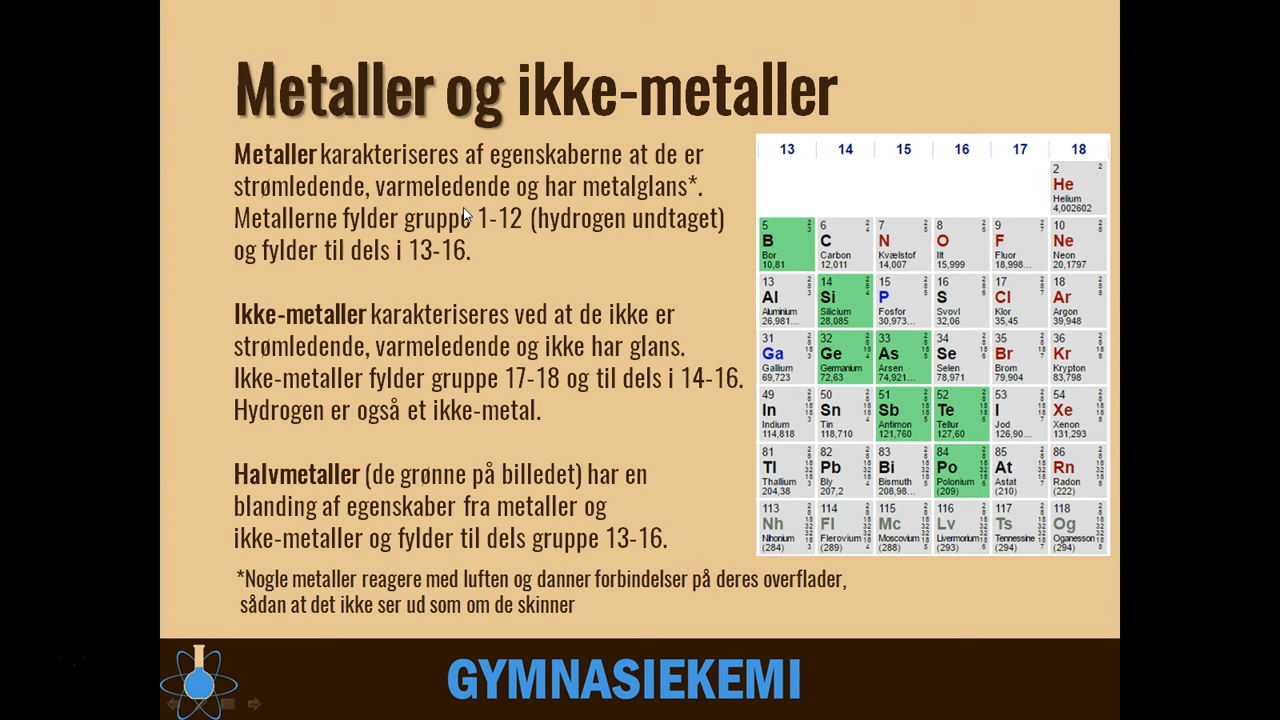 Metaller og ikke-metaller
Metaller karakteriseres af egenskaberne at de er
strømledende, varmeledende og har metalglans*.
Metallerne fylder gruppe 1-12 (hydrogen undtaget)
og fylder til dels i 13-16.
Ikke-metaller karakteriseres ved at de ikke er
strømledende, varmeledende og ikke har glans.
Ikke-metaller fylder gruppe 17-18 og til dels i 14-16.
Hydrogen er også et ikke-metal.
Halvmetaller (de grønne på billedet) har en
blanding af egenskaber fra metaller og
ikke-metaller og fylder til dels gruppe 13-16.
*Nogle metaller reagere med luften og danner forbindelser på deres overflader,
sådan at det ikke ser ud som om de skinner
13 14 15 16 17 18
2
He
Helium
4,002602
5 6 7 8 9 10
B C N O F Ne
Bor Carbon Kvælstof Ilt Fluor Neon
10,81 12,011 14,007 15,999 18,998... 20,1797
13 14 15 16 17 18
Al Si P S Cl Ar
Aluminium Silicium Fosfor Svovl Klor Argon
26,981... 28,085 30,973... 32,06 35,45 39,948
31 32 33 34 35 36
Ga Ge As Se Br Kr
Gallium Germanium Arsen Selen Brom Krypton
69,723 72,63 74,921... 78,971 79,904 83,798
49 50 51 52 53 54
In Sn Sb Te I Xe
Indium Tin Antimon Tellur Jod Xenon
114,818 118,710 121,760 127,60 126,90... 131,293
81 82 83 84 85 86
Tl Pb Bi Po At Rn
Thallium Bly Bismuth Polonium Astat Radon
204,38 207,2 208,98... (209) (210) (222)
113 114 115 116 117 118
Nh Fl Mc Lv Ts Og
Nihonium Flerovium Moscovium Livermorium Tennessine Oganesson
(284) (289) (288) (293) (294) (294)
GYMNASIEKEMI